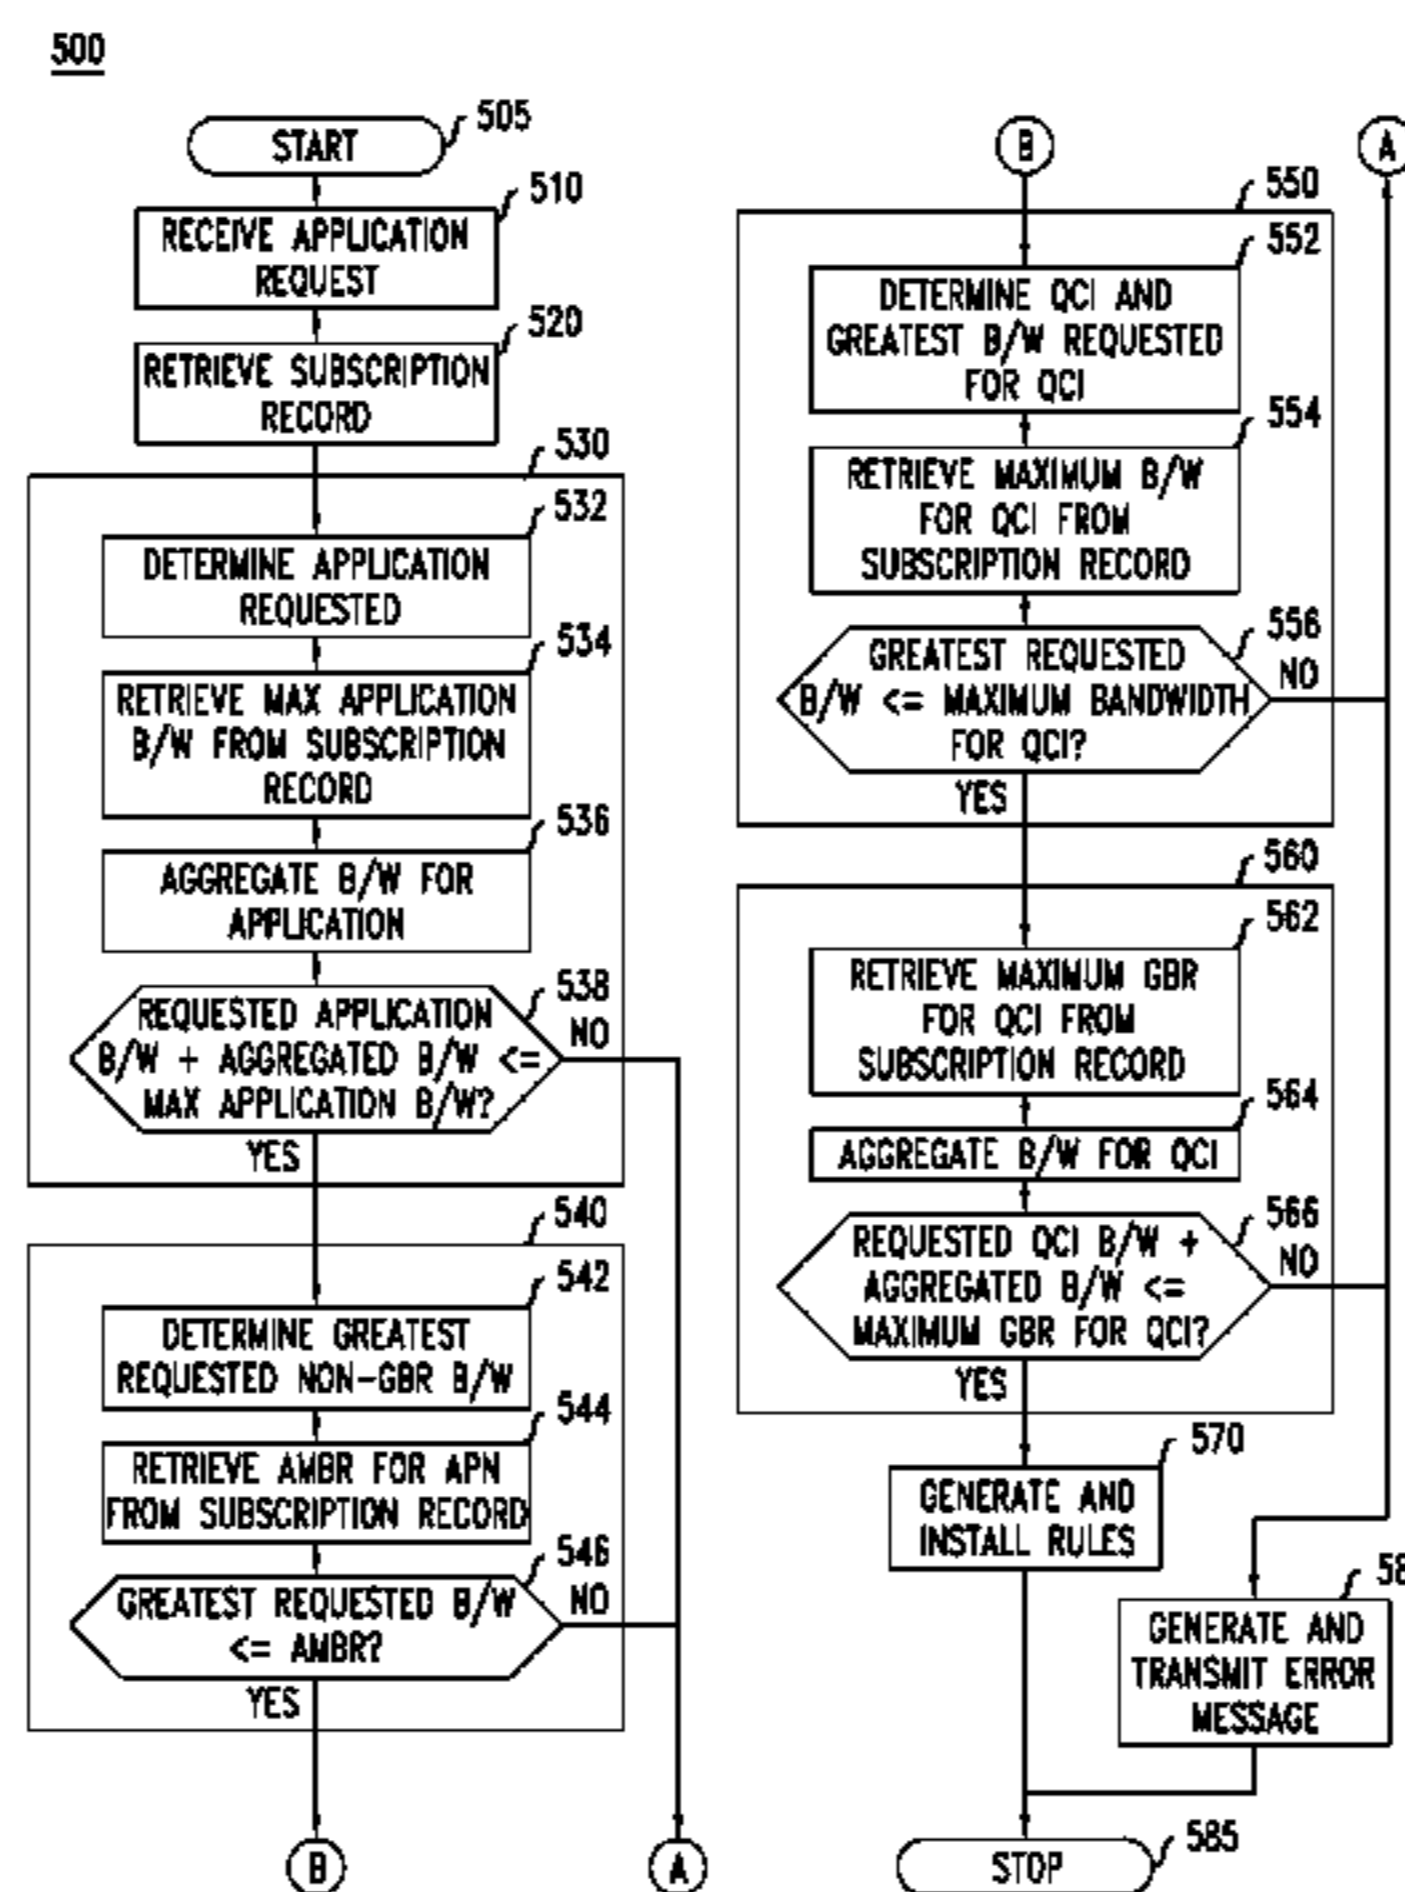 500
START
505
RECEIVE APPLICATION
REQUEST
510
RETRIEVE SUBSCRIPTION
RECORD
520
530
DETERMINE APPLICATION
REQUESTED
532
RETRIEVE MAX APPLICATION
B/W FROM SUBSCRIPTION
RECORD
534
AGGREGATE B/W FOR
APPLICATION
536
REQUESTED APPLICATION
B/W + AGGREGATED B/W <=
MAX APPLICATION B/W?
538
NO
YES
540
DETERMINE GREATEST
REQUESTED NON-GBR B/W
542
RETRIEVE AMBR FOR APN
FROM SUBSCRIPTION RECORD
544
GREATEST REQUESTED B/W
<= AMBR?
546
NO
YES
B
A
B
A
550
DETERMINE QCI AND
GREATEST B/W REQUESTED
FOR QCI
552
RETRIEVE MAXIMUM B/W
FOR QCI FROM
SUBSCRIPTION RECORD
554
GREATEST REQUESTED
B/W <= MAXIMUM BANDWIDTH
FOR QCI?
556
NO
YES
560
RETRIEVE MAXIMUM GBR
FOR QCI FROM
SUBSCRIPTION RECORD
562
AGGREGATE B/W FOR QCI
564
REQUESTED QCI B/W +
AGGREGATED B/W <=
MAXIMUM GBR FOR QCI?
566
NO
YES
GENERATE AND
INSTALL RULES
570
GENERATE AND
TRANSMIT ERROR
MESSAGE
STOP
585